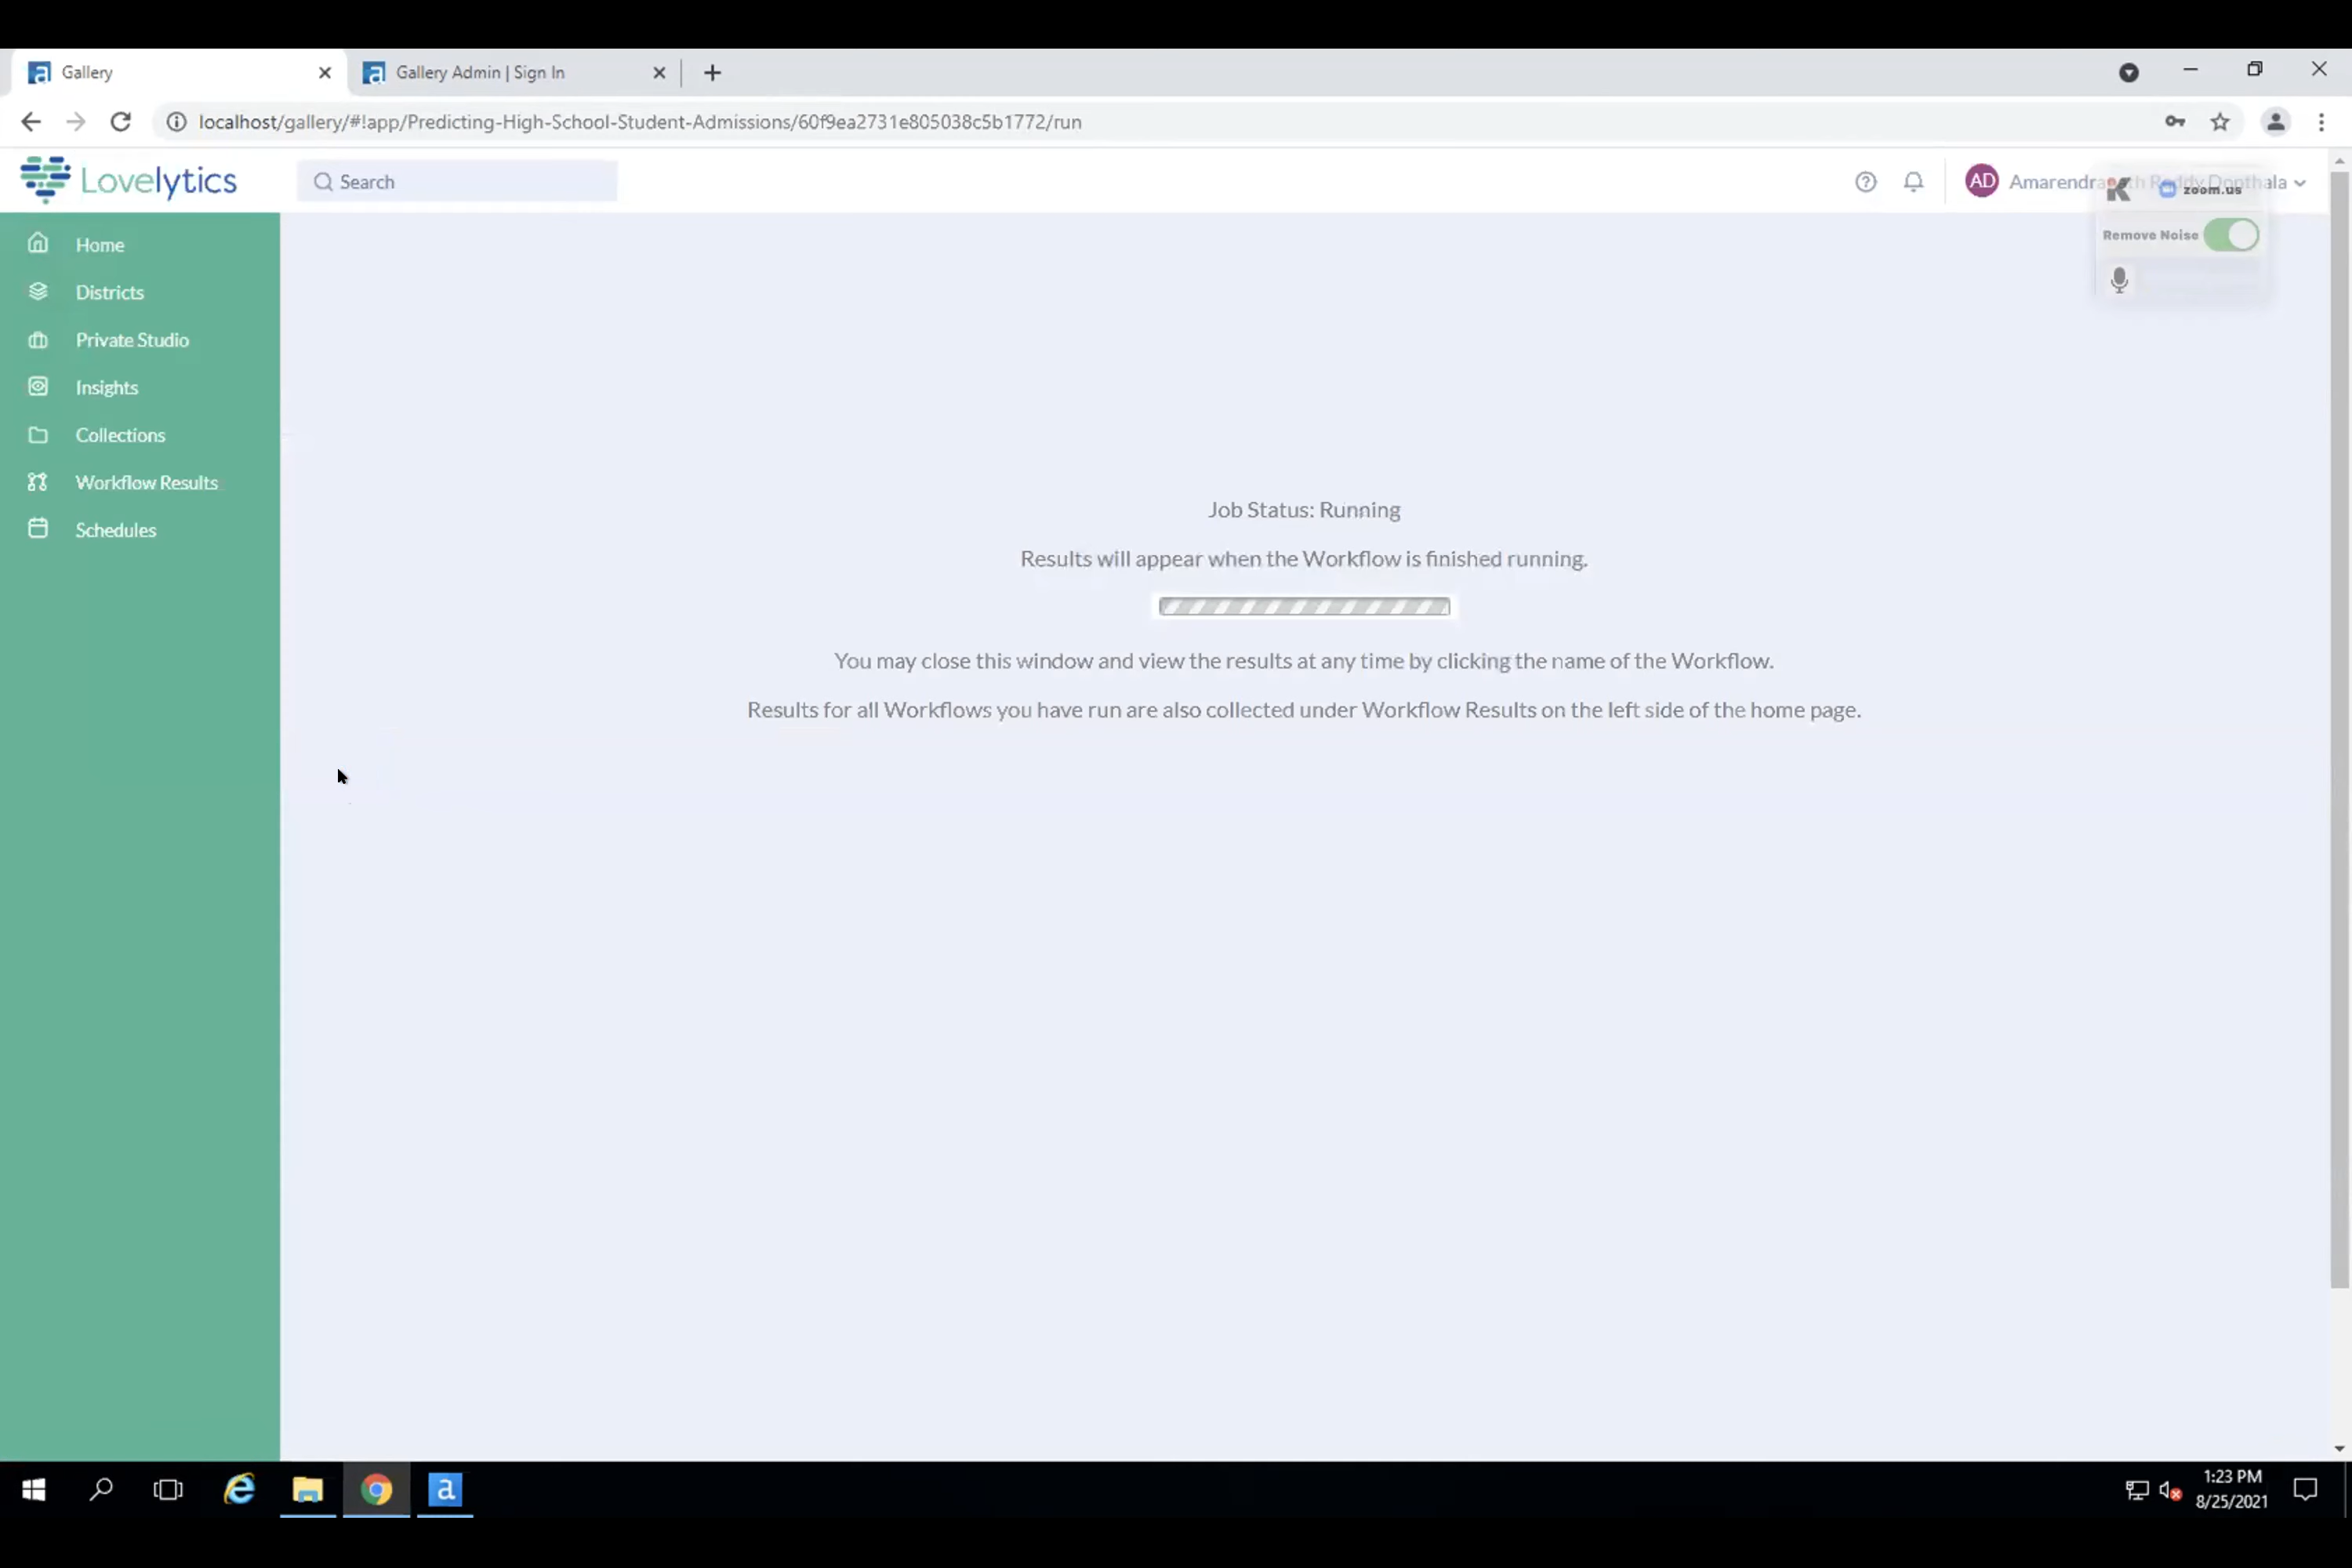 Gallery
Gallery Admin | Sign In
localhost/gallery/#!app/Predicting-High-School-Student-Admissions/60f9ea2731e805038c5b1772/run
Lovelytics
Search
AD
zoom.us
Remove Noise
Home
Districts
Private Studio
Insights
Collections
Workflow Results
Schedules
Job Status: Running
Results will appear when the Workflow is finished running.
You may close this window and view the results at any time by clicking the name of the Workflow.
Results for all Workflows you have run are also collected under Workflow Results on the left side of the home page.
1:23 PM
8/25/2021